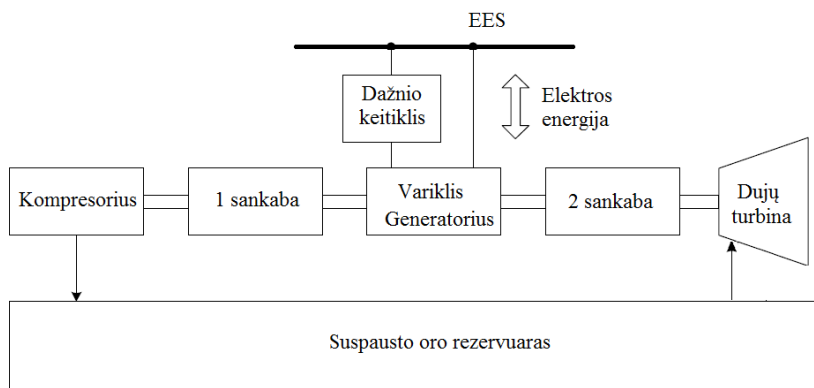 EES
Dažnio
keitiklis
Elektros
energija
Kompresorius
1 sankaba
Variklis
Generatorius
2 sankaba
Dujų
turbina
Suspausto oro rezervuaras